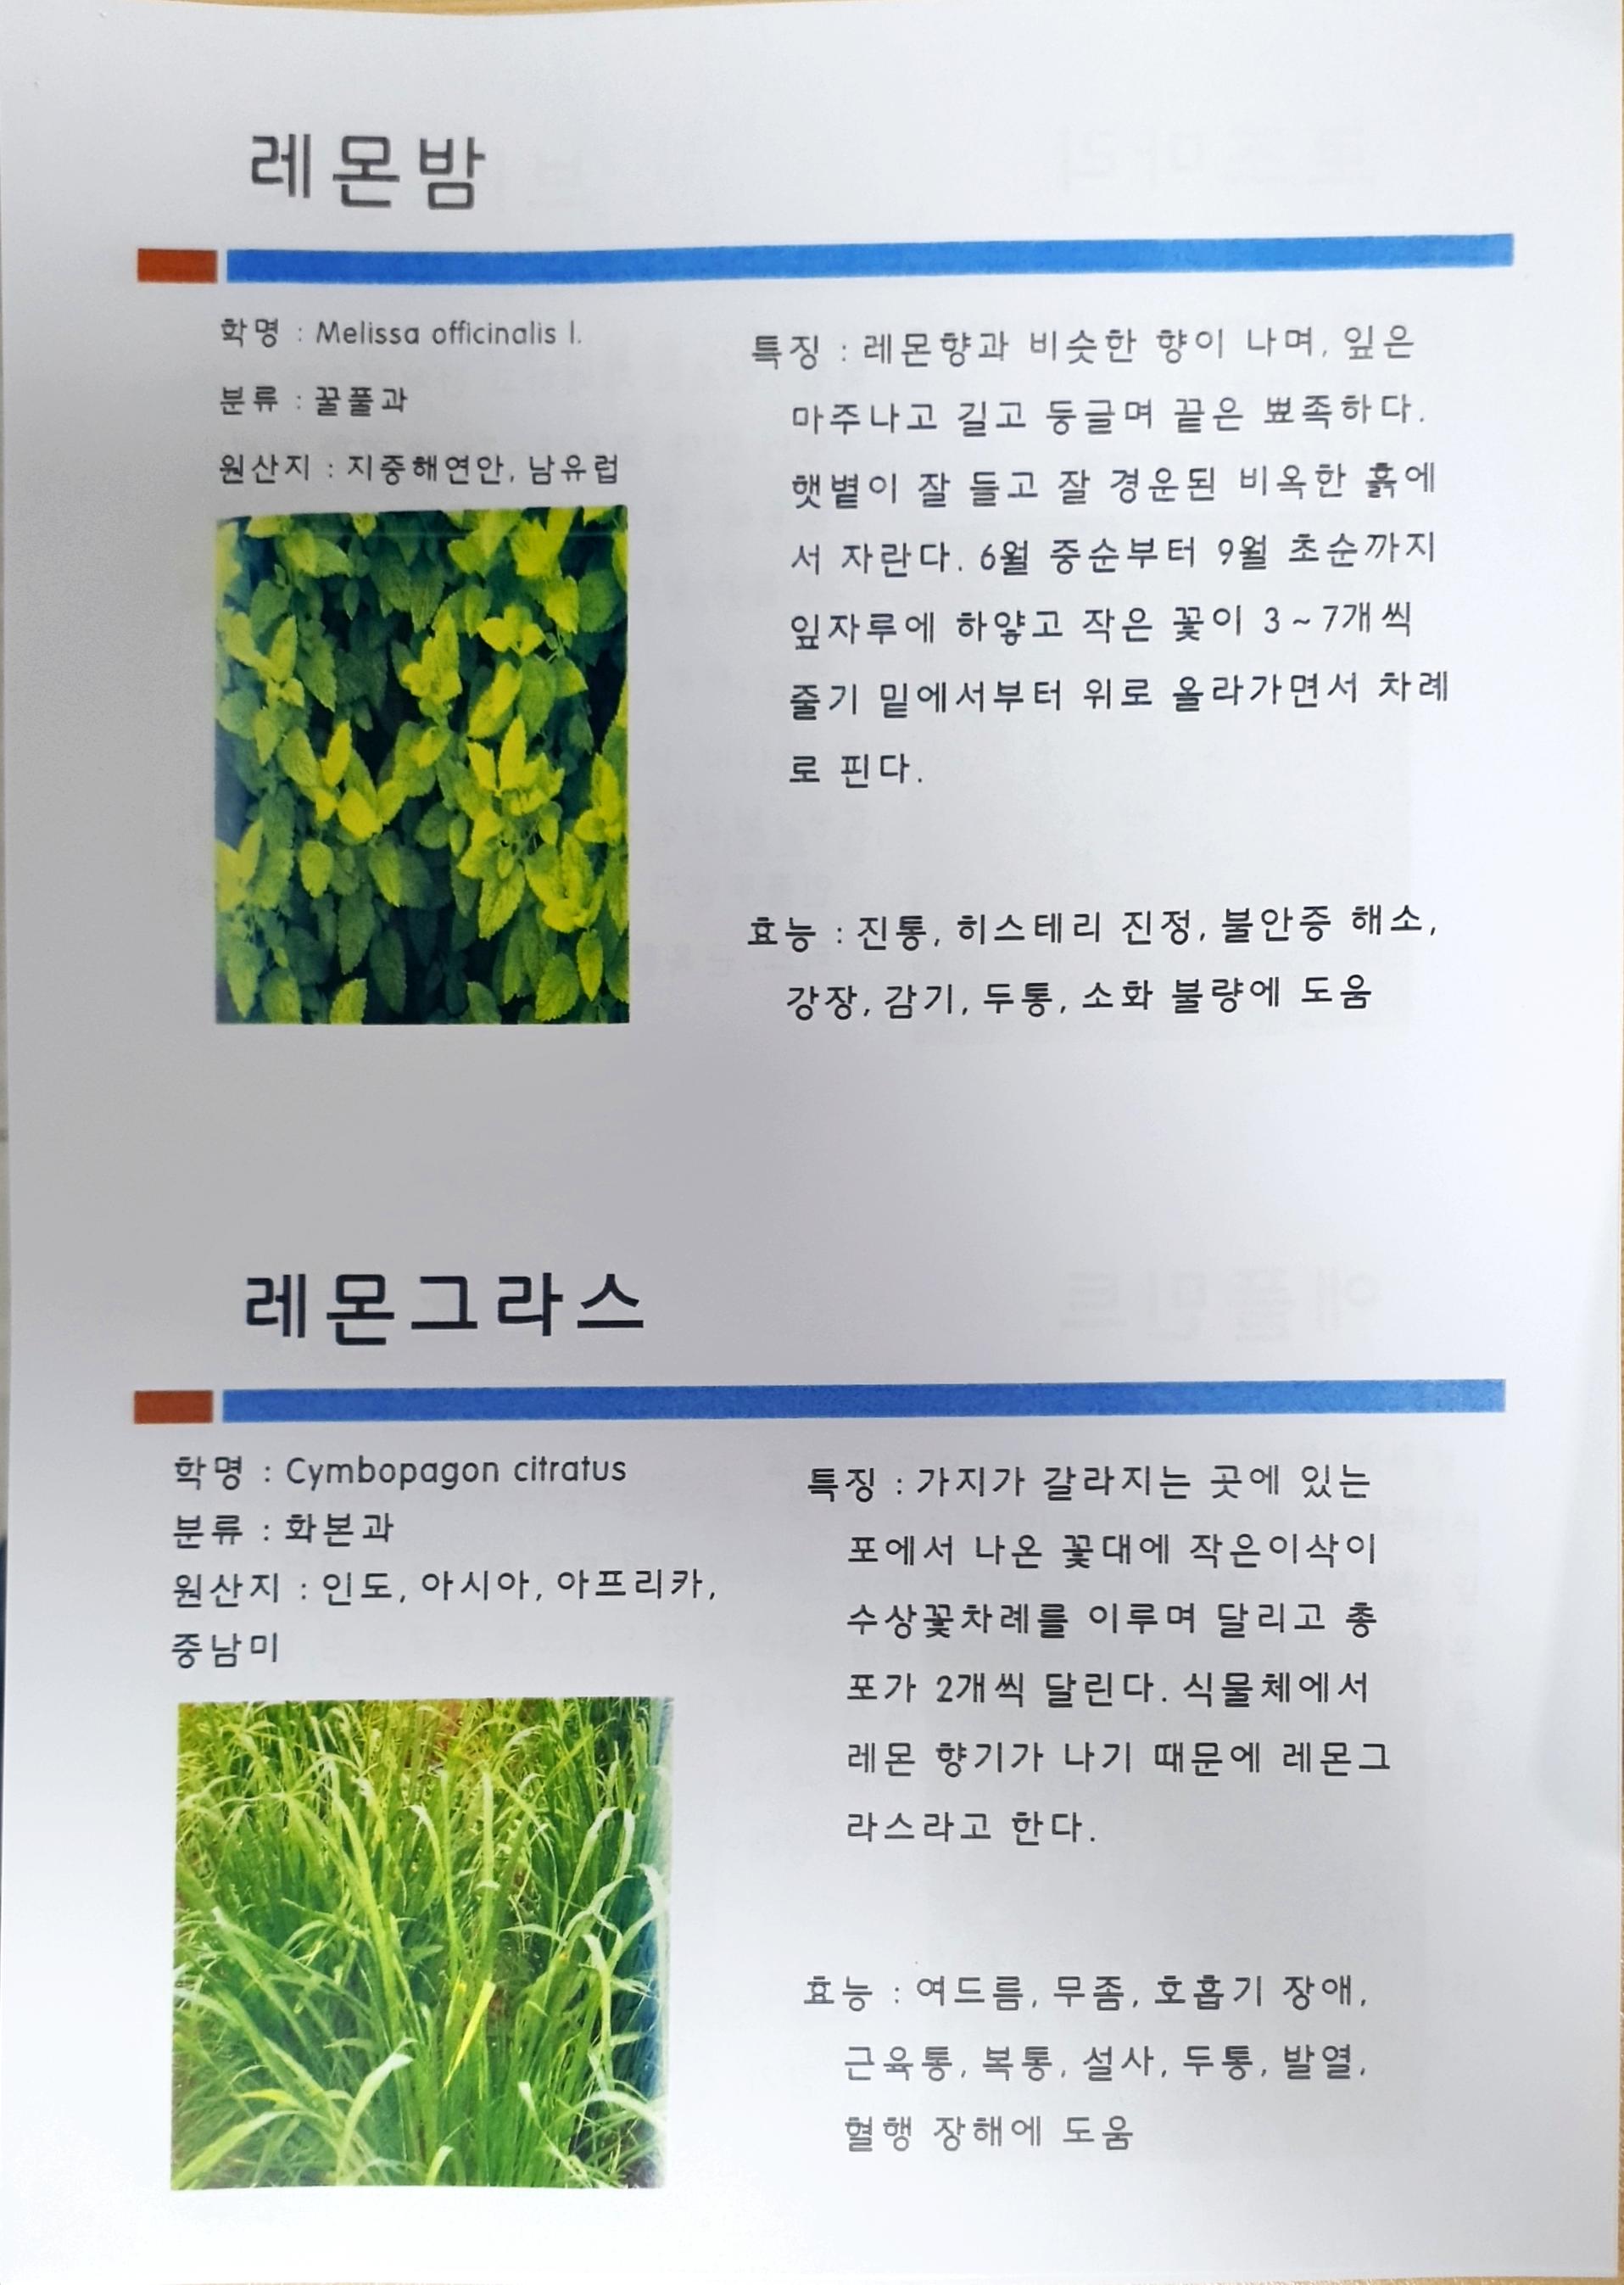 레몬밤
학명 : Melissa officinalis l.
분류 : 꿀풀과
원산지 : 지중해연안, 남유럽
특징 : 레몬향과 비슷한 향이 나며, 잎은
마주나고 길고 둥글며 끝은 뾰족하다.
햇볕이 잘 들고 잘 경운된 비옥한 흙에
서 자란다. 6월 중순부터 9월 초순까지
잎자루에 하얗고 작은 꽃이 3~7개씩
줄기 밑에서부터 위로 올라가면서 차례
로 핀다.
효능 : 진통, 히스테리 진정, 불안증 해소,
강장, 감기, 두통, 소화 불량에 도움
레몬그라스
학명 : Cymbopagon citratus
분류 : 화본과
원산지 : 인도, 아시아, 아프리카,
중남미
특징 : 가지가 갈라지는 곳에 있는
포에서 나온 꽃대에 작은이삭이
수상꽃차례를 이루며 달리고 총
포가 2개씩 달린다. 식물체에서
레몬 향기가 나기 때문에 레몬그
라스라고 한다.
효능 : 여드름, 무좀, 호흡기 장애,
근육통, 복통, 설사, 두통, 발열,
혈행 장해에 도움